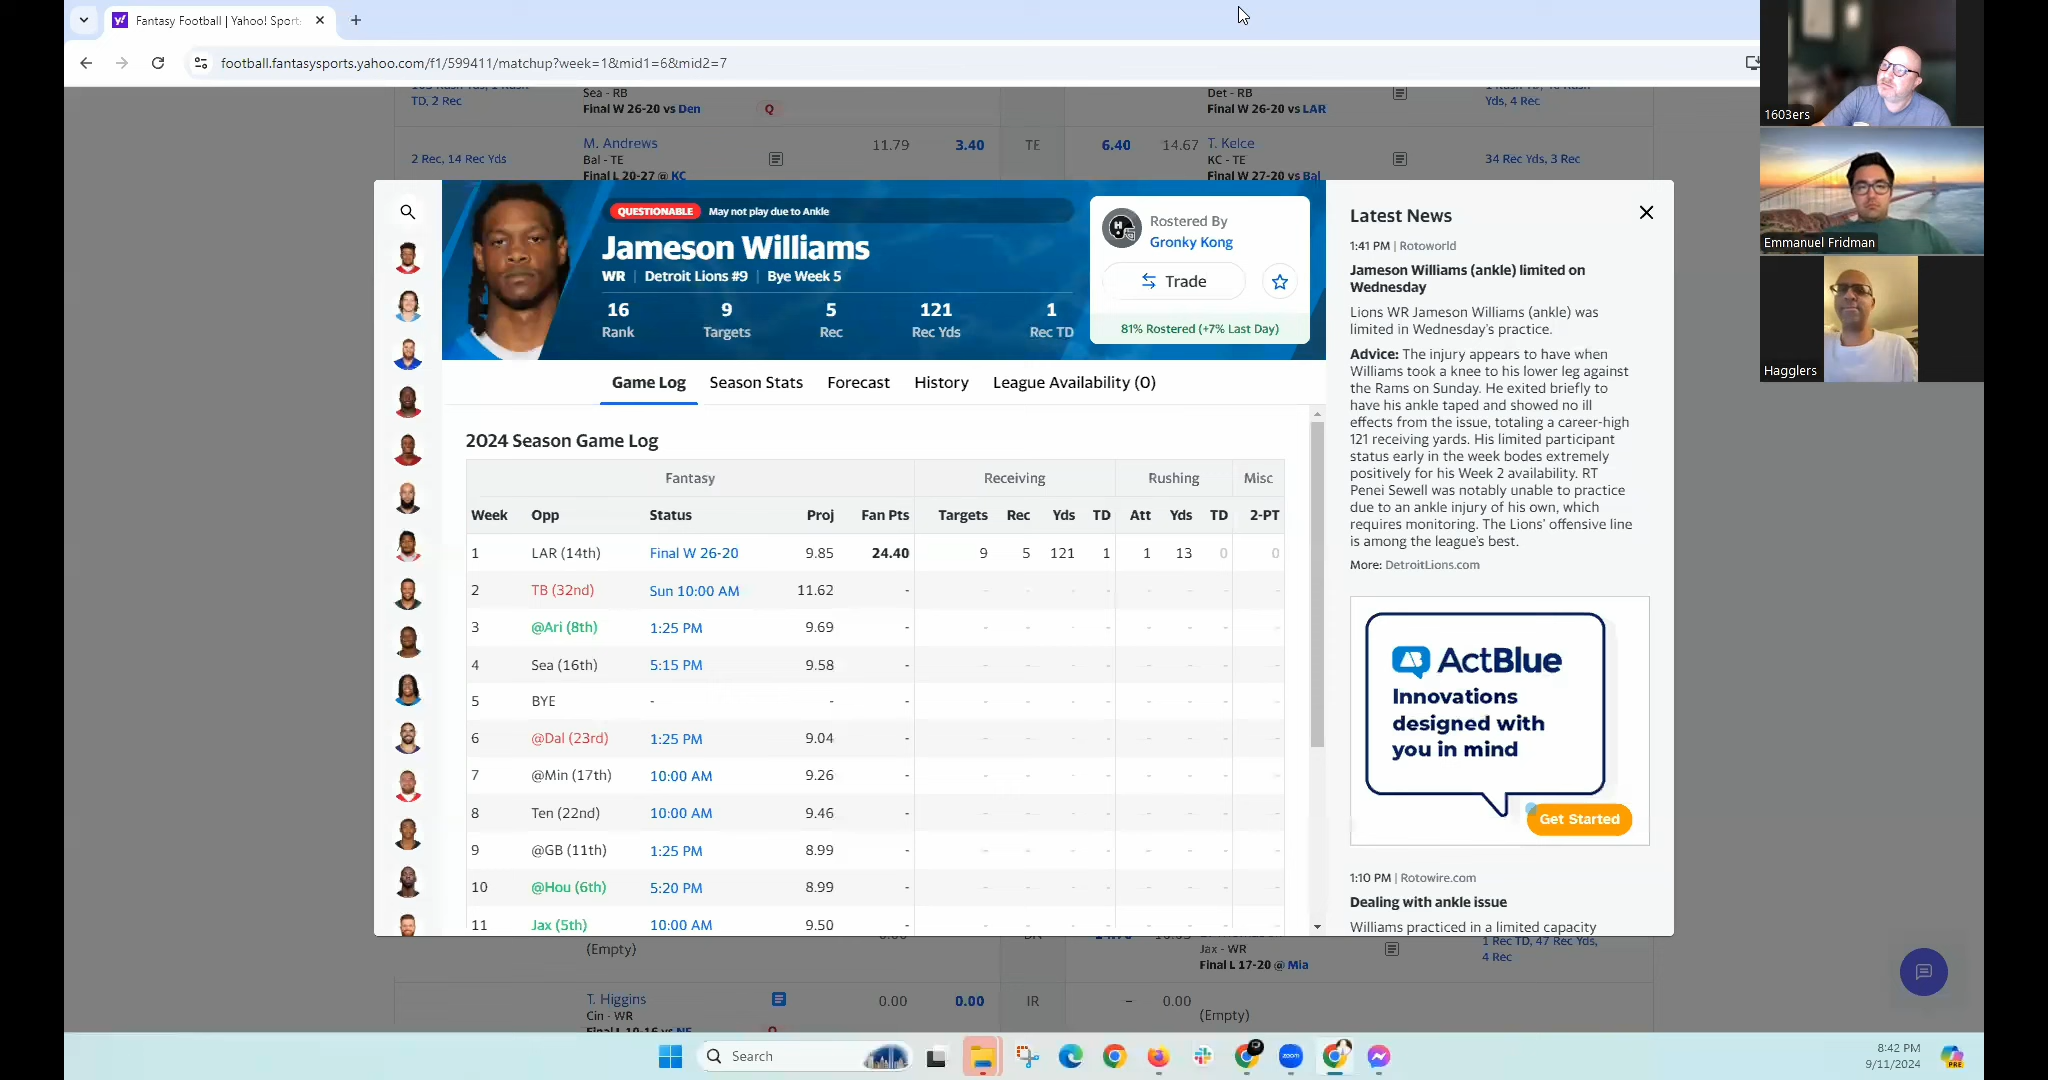 Fantasy Football | Yahoo! Sport
football.fantasysports.yahoo.com/f1/599411/matchup?week=1&mid1=6&mid2=7
TD, 2 Rec
Sea - RB
Final W 26-20 vs Den
Q
Det - RB
Final W 26-20 vs LAR
Yds, 4 Rec
2 Rec, 14 Rec Yds
M. Andrews
Bal - TE
Final L 20-27 @ KC
11.79
3.40
TE
6.40
14.67
T. Kelce
KC - TE
Final W 27-20 vs Bal
34 Rec Yds, 3 Rec
QUESTIONABLE
May not play due to Ankle
Jameson Williams
WR | Detroit Lions #9 | Bye Week 5
16 9 5 121 1
Rank Targets Rec Rec Yds Rec TD
Rostered By
Gronky Kong
Trade
81% Rostered (+7% Last Day)
Game Log Season Stats Forecast History League Availability (0)
2024 Season Game Log
Fantasy Receiving Rushing Misc
Week Opp Status Proj Fan Pts Targets Rec Yds TD Att Yds TD 2-PT
1 LAR (14th) Final W 26-20 9.85 24.40 9 5 121 1 1 13 0 0
2 TB (32nd) Sun 10:00 AM 11.62 - - - - - - - - -
3 @Ari (8th) 1:25 PM 9.69 - - - - - - - - -
4 Sea (16th) 5:15 PM 9.58 - - - - - - - - -
5 BYE - - - - - - - - - - -
6 @Dal (23rd) 1:25 PM 9.04 - - - - - - - - -
7 @Min (17th) 10:00 AM 9.26 - - - - - - - - -
8 Ten (22nd) 10:00 AM 9.46 - - - - - - - - -
9 @GB (11th) 1:25 PM 8.99 - - - - - - - - -
10 @Hou (6th) 5:20 PM 8.99 - - - - - - - - -
11 Jax (5th) 10:00 AM 9.50 - - - - - - - - -
Latest News
1:41 PM | Rotoworld
Jameson Williams (ankle) limited on
Wednesday
Lions WR Jameson Williams (ankle) was
limited in Wednesday's practice.
Advice: The injury appears to have when
Williams took a knee to his lower leg against
the Rams on Sunday. He exited briefly to
have his ankle taped and showed no ill
effects from the issue, totaling a career-high
121 receiving yards. His limited participant
status early in the week bodes extremely
positively for his Week 2 availability. RT
Penei Sewell was notably unable to practice
due to an ankle injury of his own, which
requires monitoring. The Lions' offensive line
is among the league's best.
More: DetroitLions.com
ActBlue
Innovations
designed with
you in mind
Get Started
1:10 PM | Rotowire.com
Dealing with ankle issue
Williams practiced in a limited capacity
(Empty)
Jax - WR
Final L 17-20 @ Mia
1 Rec TD, 47 Rec Yds,
4 Rec
T. Higgins
Cin - WR
0.00
0.00
IR
–
0.00
(Empty)
1603ers
Emmanuel Fridman
Hagglers
Search
zoom
8:42 PM
9/11/2024
PRE